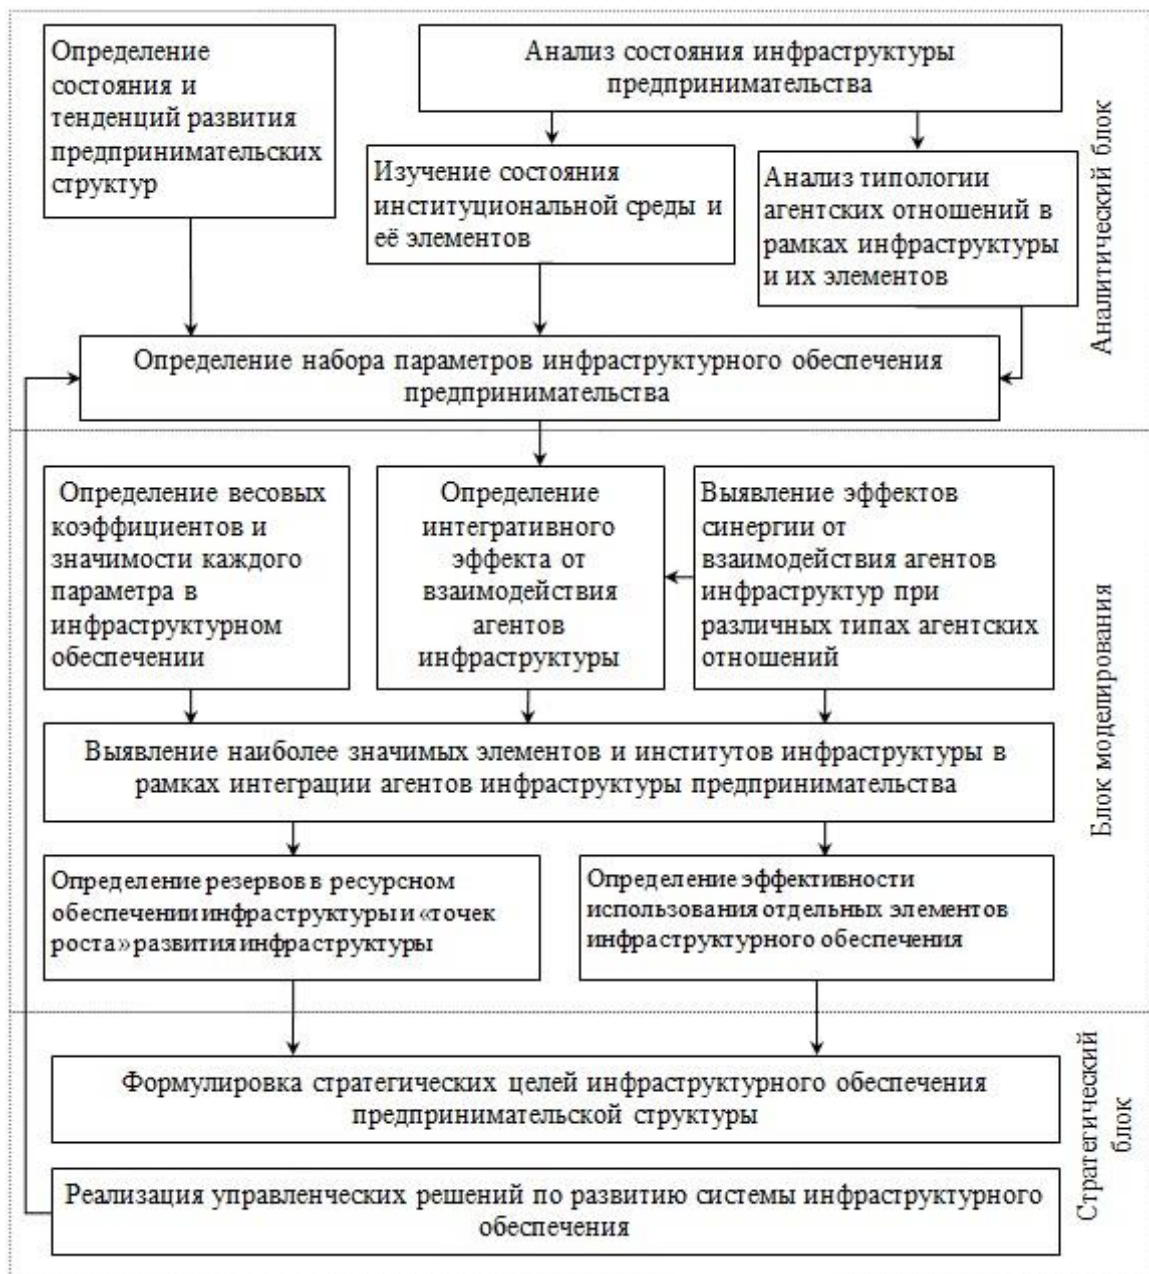 Определение
состояния и
тенденций развития
предпринимательских
структур
Анализ состояния инфраструктуры
предпринимательства
Изучение состояния
институциональной среды и
её элементов
Анализ типологии
агентских отношений в
рамках инфраструктуры
и их элементов
Аналитический блок
Определение набора параметров инфраструктурного обеспечения
предпринимательства
Определение весовых
коэффициентов и
значимости каждого
параметра в
инфраструктурном
обеспечении
Определение
интегративного
эффекта от
взаимодействия
агентов
инфраструктуры
Выявление эффектов
синергии от
взаимодействия агентов
инфраструктур при
различных типах агентских
отношений
Блок моделирования
Выявление наиболее значимых элементов и институтов инфраструктуры в
рамках интеграции агентов инфраструктуры предпринимательства
Определение резервов в ресурсном
обеспечении инфраструктуры и «точек
роста» развития инфраструктуры
Определение эффективности
использования отдельных элементов
инфраструктурного обеспечения
Формулировка стратегических целей инфраструктурного обеспечения
предпринимательской структуры
Стратегический
блок
Реализация управленческих решений по развитию системы инфраструктурного
обеспечения